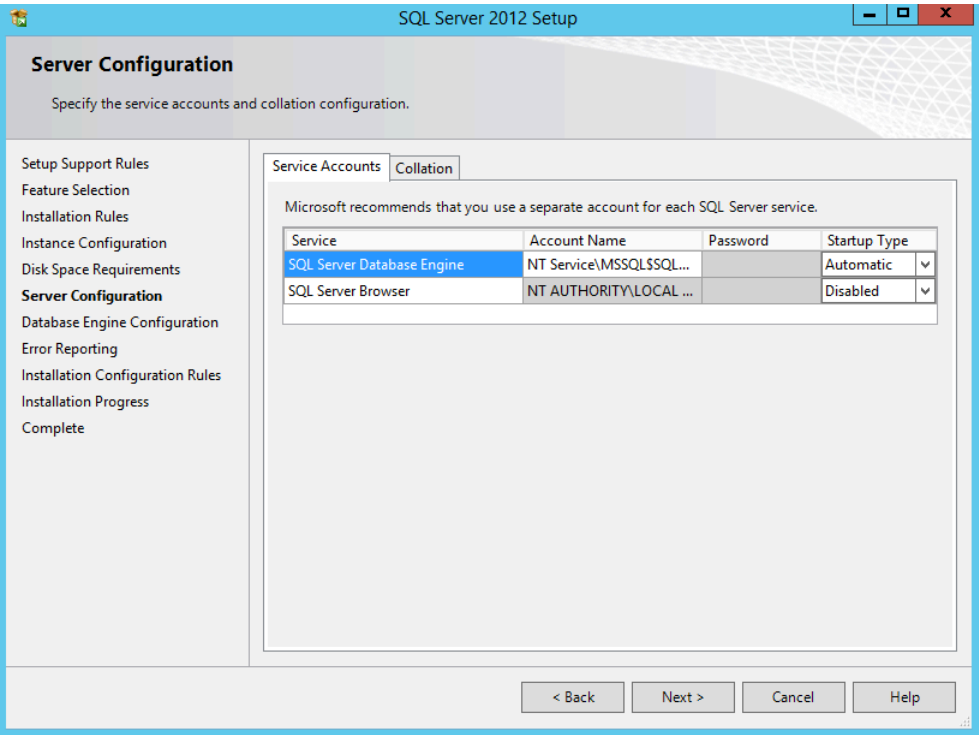 SQL Server 2012 Setup
Server Configuration
Specify the service accounts and collation configuration.
Setup Support Rules
Feature Selection
Installation Rules
Instance Configuration
Disk Space Requirements
Server Configuration
Database Engine Configuration
Error Reporting
Installation Configuration Rules
Installation Progress
Complete
Service Accounts Collation
Microsoft recommends that you use a separate account for each SQL Server service.
Service Account Name Password Startup Type
SQL Server Database Engine NT Service\MSSQL$SQL... Automatic
SQL Server Browser NT AUTHORITY\LOCAL ... Disabled
< Back Next > Cancel Help